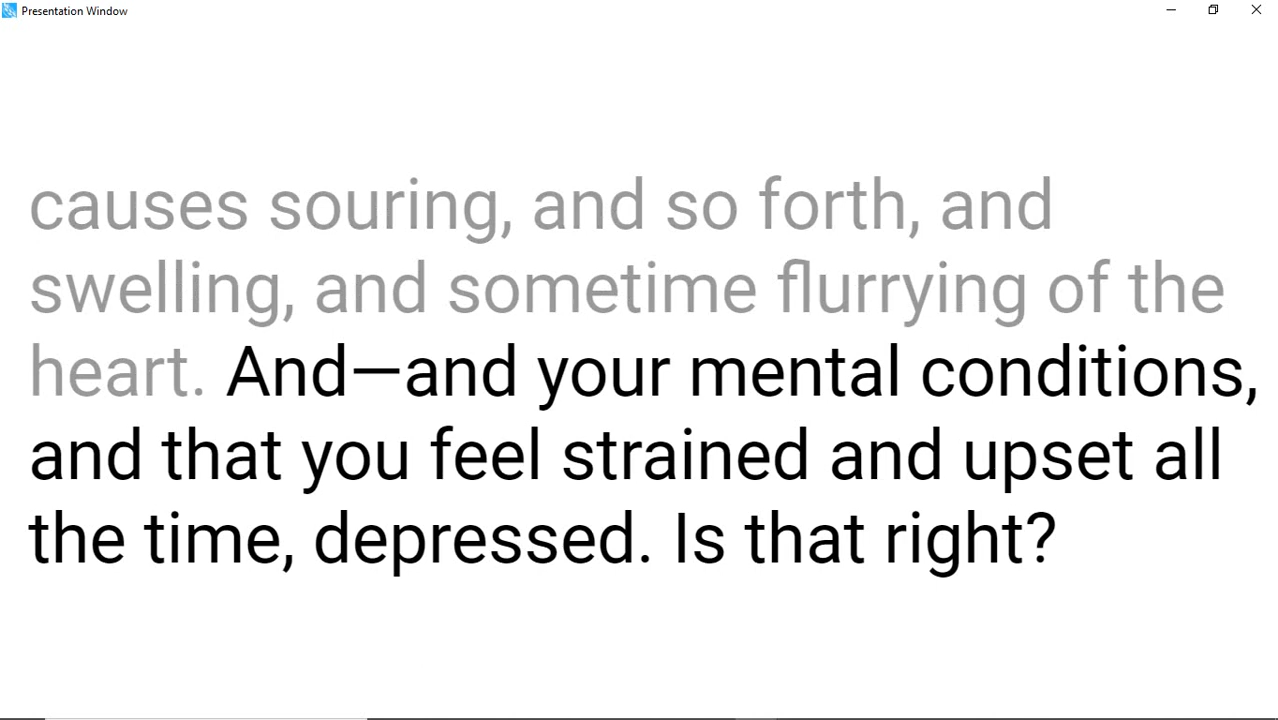 Presentation Window
causes souring, and so forth, and
swelling, and sometime flurrying of the
heart. And—and your mental conditions,
and that you feel strained and upset all
the time, depressed. Is that right?